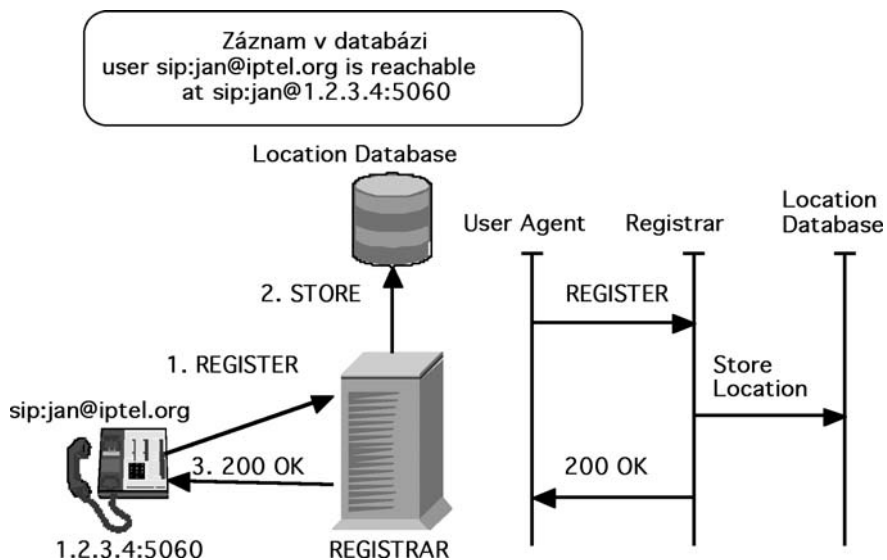 Záznam v databázi
user sip:jan@iptel.org is reachable
at sip:jan@1.2.3.4:5060
Location Database
2. STORE
1. REGISTER
sip:jan@iptel.org
3. 200 OK
1.2.3.4:5060
REGISTRAR
User Agent
Registrar
Location
Database
REGISTER
Store
Location
200 OK